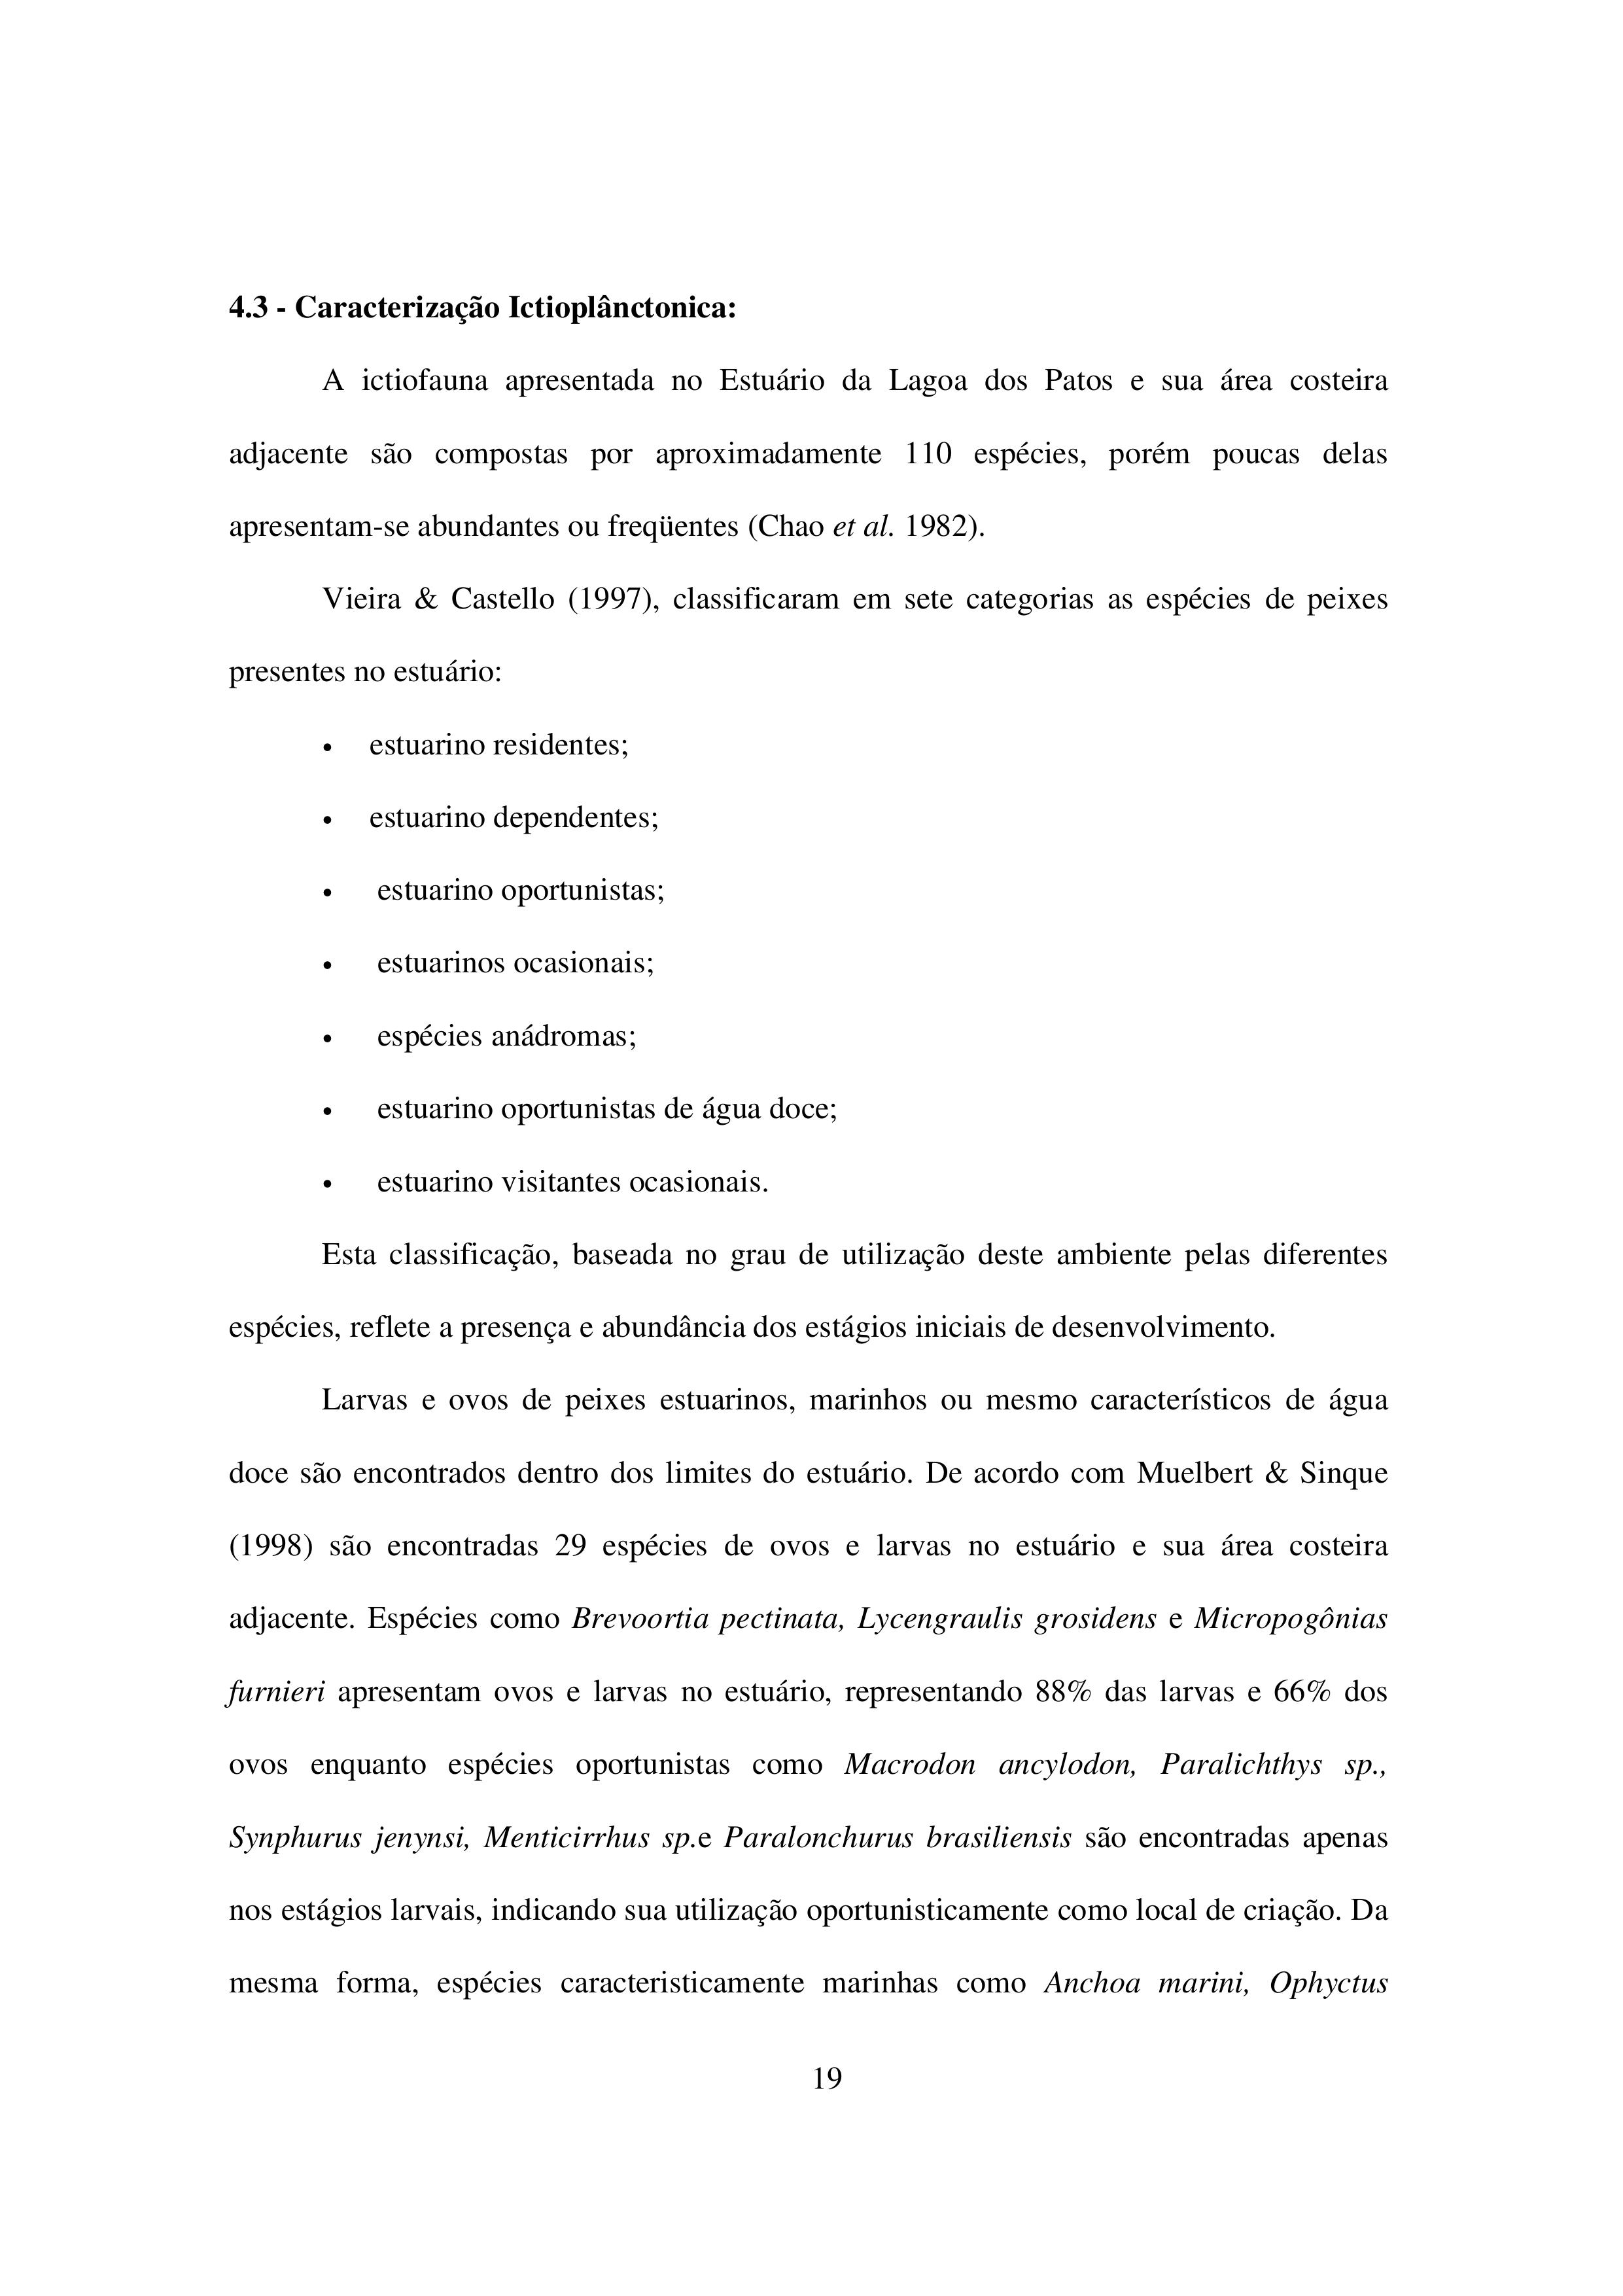 4.3 - Caracterização Ictioplânctonica:
A ictiofauna apresentada no Estuário da Lagoa dos Patos e sua área costeira
adjacente são compostas por aproximadamente 110 espécies, porém poucas delas
apresentam-se abundantes ou freqüentes (Chao et al. 1982).
Vieira & Castello (1997), classificaram em sete categorias as espécies de peixes
presentes no estuário:
• estuarino residentes;
• estuarino dependentes;
• estuarino oportunistas;
• estuarinos ocasionais;
• espécies anádromas;
• estuarino oportunistas de água doce;
• estuarino visitantes ocasionais.
Esta classificação, baseada no grau de utilização deste ambiente pelas diferentes
espécies, reflete a presença e abundância dos estágios iniciais de desenvolvimento.
Larvas e ovos de peixes estuarinos, marinhos ou mesmo característicos de água
doce são encontrados dentro dos limites do estuário. De acordo com Muelbert & Sinque
(1998) são encontradas 29 espécies de ovos e larvas no estuário e sua área costeira
adjacente. Espécies como Brevoortia pectinata, Lycengraulis grosidens e Micropogônias
furnieri apresentam ovos e larvas no estuário, representando 88% das larvas e 66% dos
ovos enquanto espécies oportunistas como Macrodon ancylodon, Paralichthys sp.,
Synphurus jenynsi, Menticirrhus sp.e Paralonchurus brasiliensis são encontradas apenas
nos estágios larvais, indicando sua utilização oportunisticamente como local de criação. Da
mesma forma, espécies caracteristicamente marinhas como Anchoa marini, Ophyctus
19